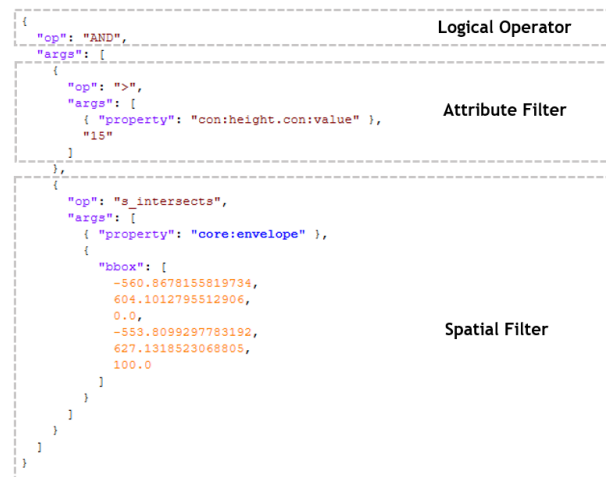 {
"op": "AND",
Logical Operator
"args": [
{
"op": ">",
"args": [
{ "property": "con:height.con:value" },
Attribute Filter
"15"
]
},
{
"op": "s_intersects",
"args": [
{ "property": "core:envelope" },
{
"bbox": [
-560.8678155819734,
604.1012795512906,
0.0,
-553.8099297783192,
Spatial Filter
627.1318523068805,
100.0
]
}
]
}
]
}